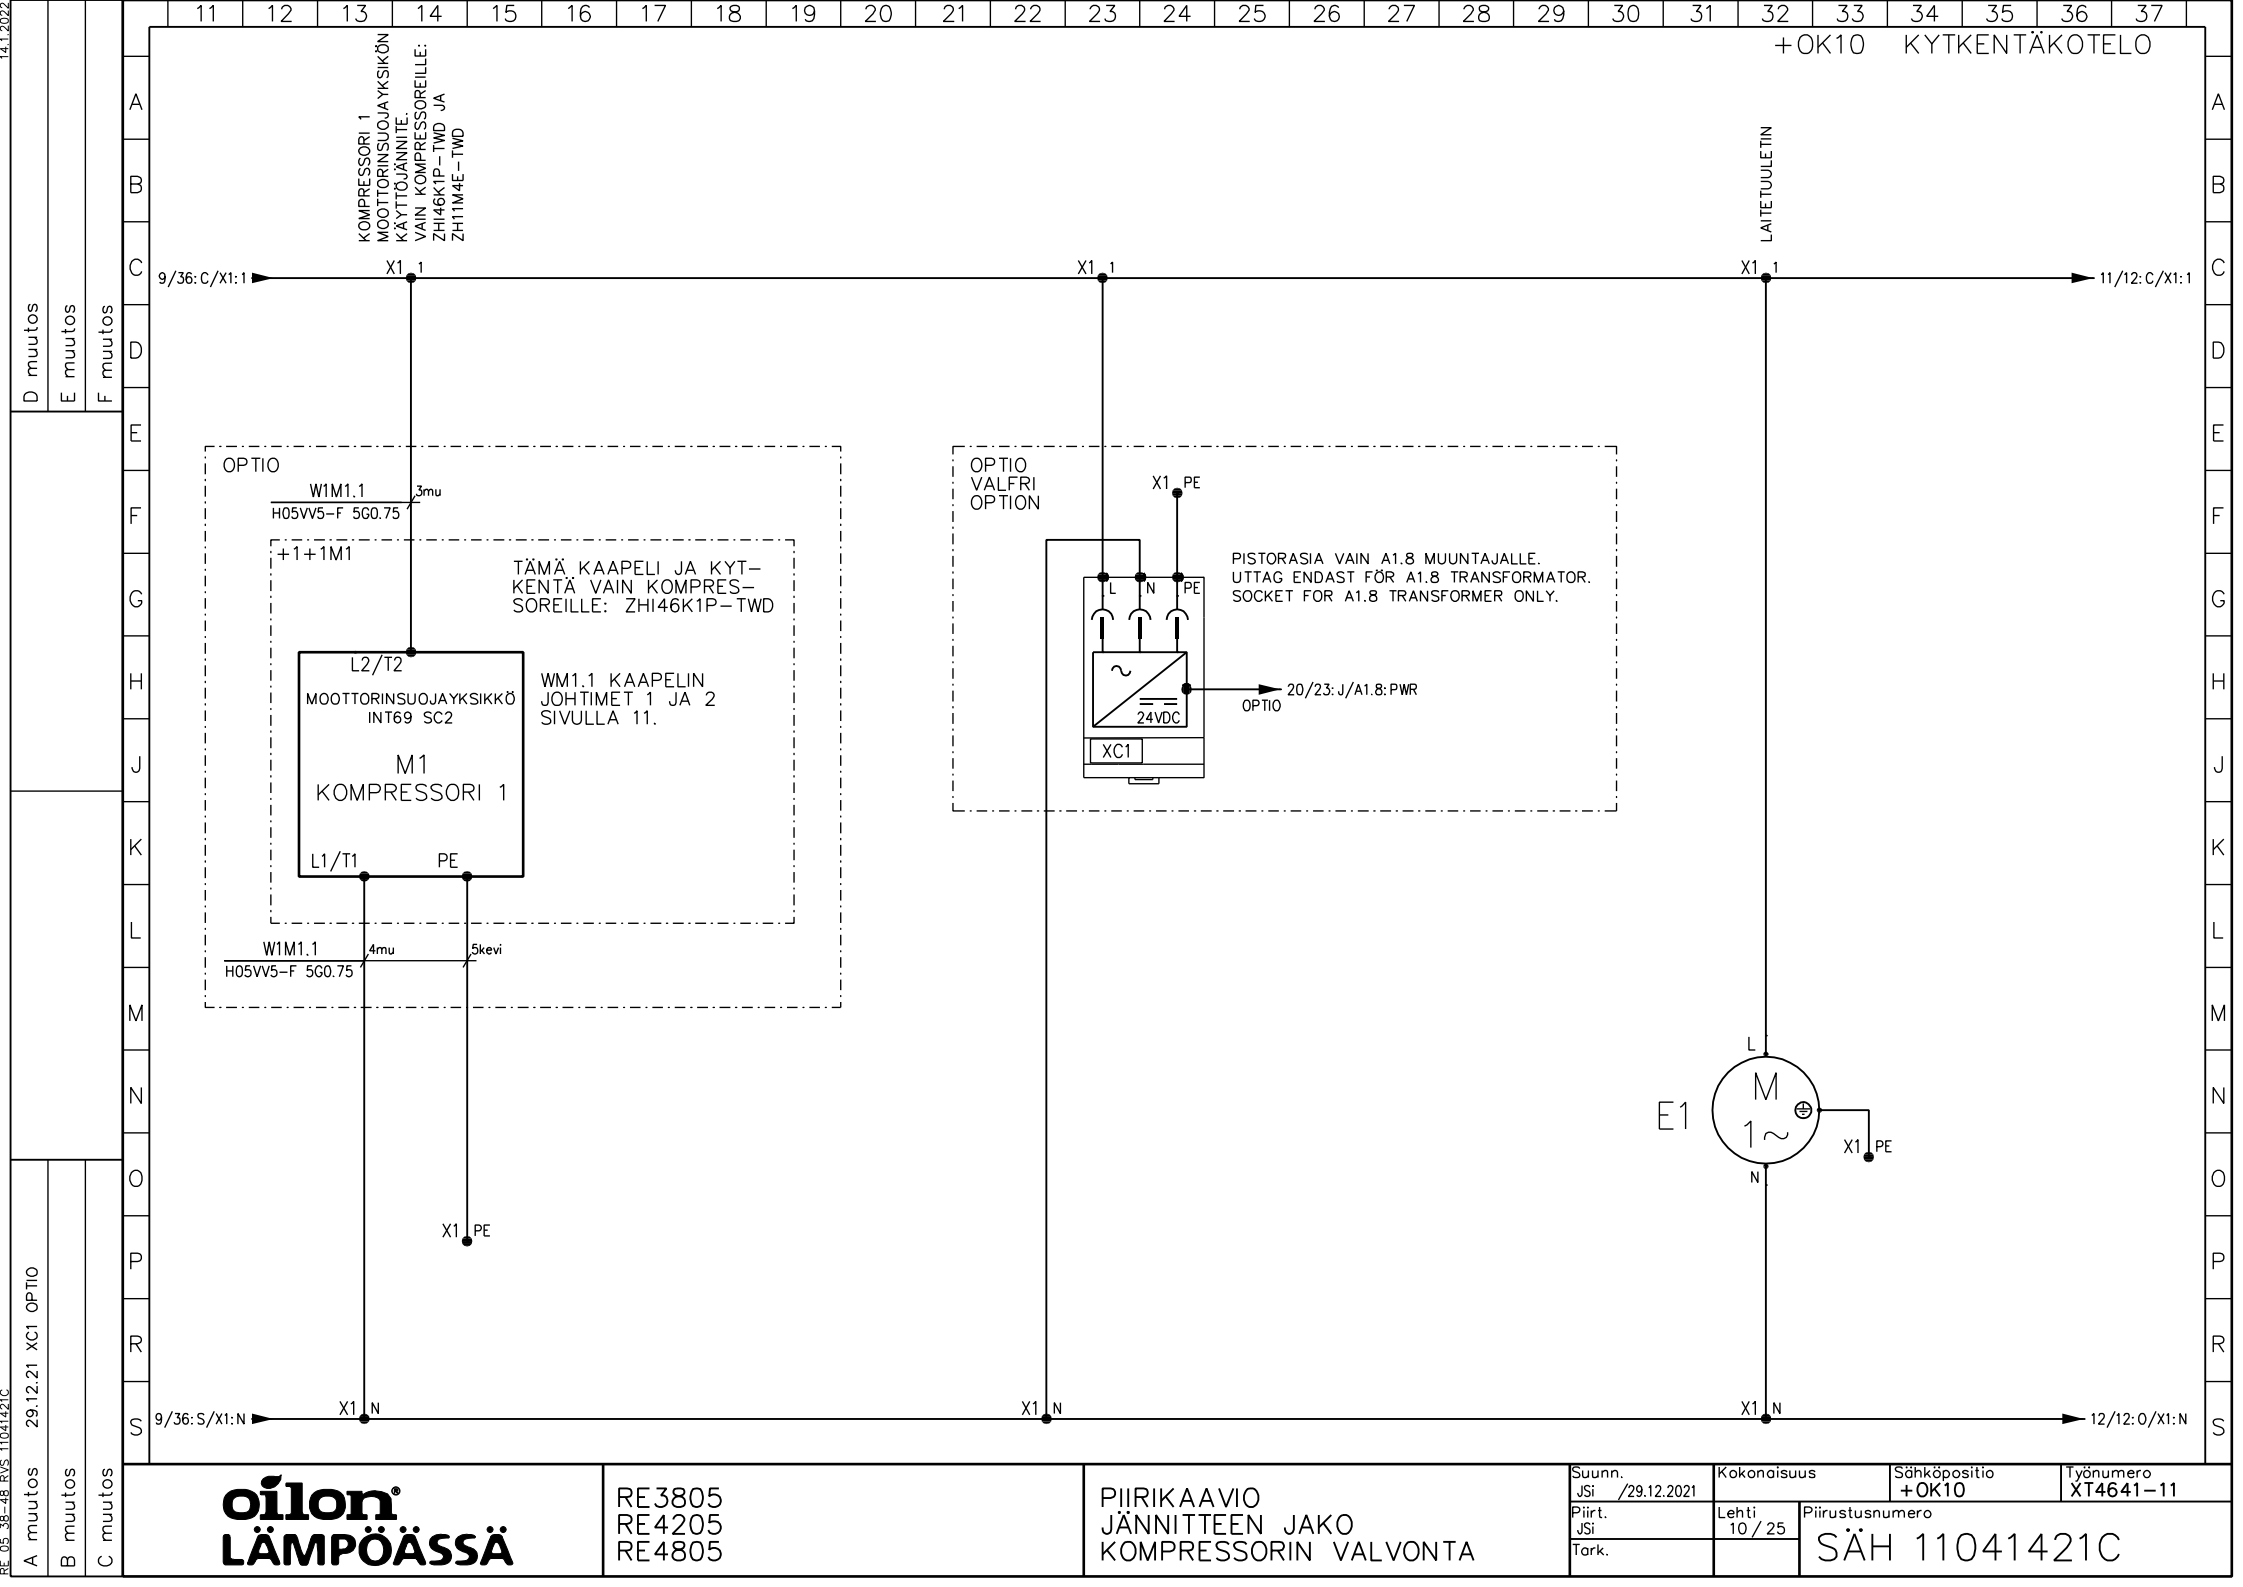 14.1.2022
11 12 13 14 15 16 17 18 19 20 21 22 23 24 25 26 27 28 29 30 31 32 33 34 35 36 37
+OK10 KYTKENTÄKOTELO
KOMPRESSORI 1
MOOTTORINSUOJAYKSIKÖN
KÄYTTÖJÄNNITE.
VAIN KOMPRESSOREILLE:
ZHI46K1P-TWD JA
ZH11M4E-TWD
LAITETUULETIN
A A
B B
C C
D D
E E
F F
G G
H H
J J
K K
L L
M M
N N
O O
P P
R R
S S
9/36:C/X1:1
X1 1
X1 1
X1 1
11/12:C/X1:1
D muutos
E muutos
F muutos
OPTIO
W1M1.1
3mu
H05VV5-F 5G0.75
+1+1M1
TÄMÄ KAAPELI JA KYT-
KENTÄ VAIN KOMPRES-
SOREILLE: ZHI46K1P-TWD
L2/T2
MOOTTORINSUOJAYKSIKKÖ
INT69 SC2
M1
KOMPRESSORI 1
L1/T1 PE
WM1.1 KAAPELIN
JOHTIMET 1 JA 2
SIVULLA 11.
W1M1.1
4mu
5kevi
H05VV5-F 5G0.75
X1 PE
OPTIO
VALFRI
OPTION
X1 PE
PISTORASIA VAIN A1.8 MUUNTAJALLE.
UTTAG ENDAST FÖR A1.8 TRANSFORMATOR.
SOCKET FOR A1.8 TRANSFORMER ONLY.
L N PE
24VDC
20/23:J/A1.8:PWR
OPTIO
XC1
L
E1
M
1~
X1 PE
N
9/36:S/X1:N
X1 N
X1 N
X1 N
12/12:O/X1:N
A muutos 29.12.21 XC1 OPTIO
B muutos
C muutos
RE 05 38-48 RVS 11041421C
oilon®
LÄMPÖÄSSÄ
RE3805
RE4205
RE4805
PIIRIKAAVIO
JÄNNITTEEN JAKO
KOMPRESSORIN VALVONTA
Suunn.
JSi /29.12.2021
Piirt.
JSi
Tark.
Kokonaisuus
Sähköpositio
+OK10
Työnumero
XT4641-11
Lehti
10/25
Piirustusnumero
SÄH 11041421C